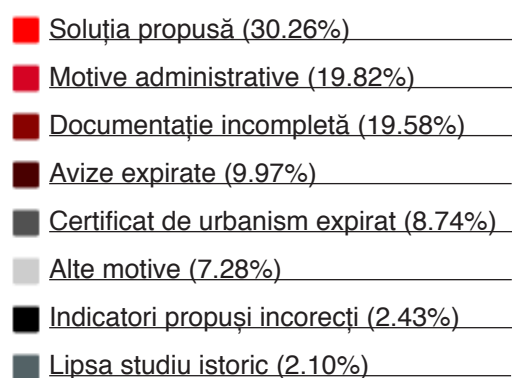 Soluția propusă (30.26%)
Motive administrative (19.82%)
Documentație incompletă (19.58%)
Avize expirate (9.97%)
Certificat de urbanism expirat (8.74%)
Alte motive (7.28%)
Indicatori propuși incorecți (2.43%)
Lipsa studiu istoric (2.10%)